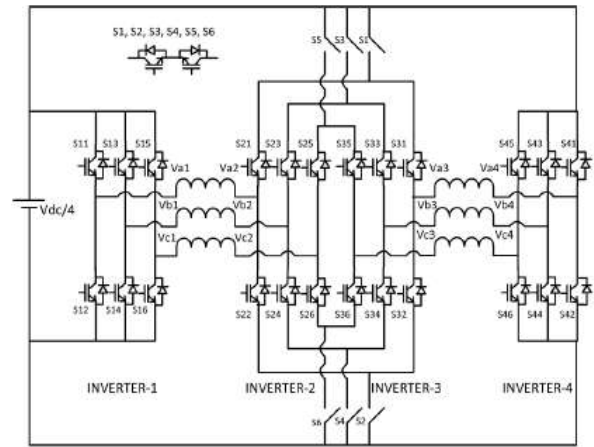 S1, S2, S3, S4, S5, S6
S5 S3 S1
S11 S13 S15 S21 S23 S25 S35 S33 S31 S45 S43 S41
Va1 Va2 Va3 Va4
Vdc/4
Vb1 Vb2 Vb3 Vb4
Vc1 Vc2 Vc3 Vc4
S12 S14 S16 S22 S24 S26 S36 S34 S32 S46 S44 S42
INVERTER-1 INVERTER-2 INVERTER-3 INVERTER-4
S6 S4 S2